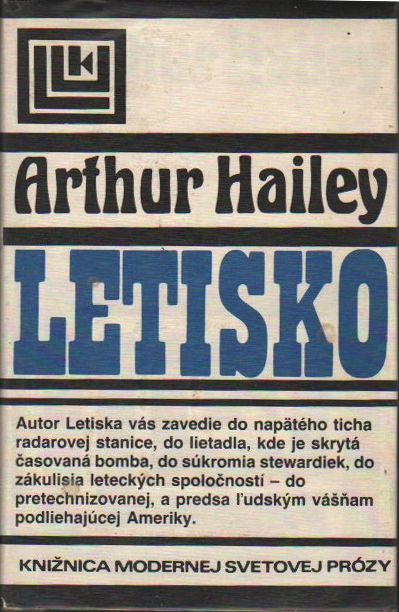 Arthur Hailey
LETISKO
Autor Letiska vás zavedie do napätého ticha
radarovej stanice, do lietadla, kde je skrytá
časovaná bomba, do súkromia stewardiek, do
zákulisia leteckých spoločností – do
pretechnizovanej, a predsa ľudským vášňam
podliehajúcej Ameriky.
KNIŽNICA MODERNEJ SVETOVEJ PRÓZY